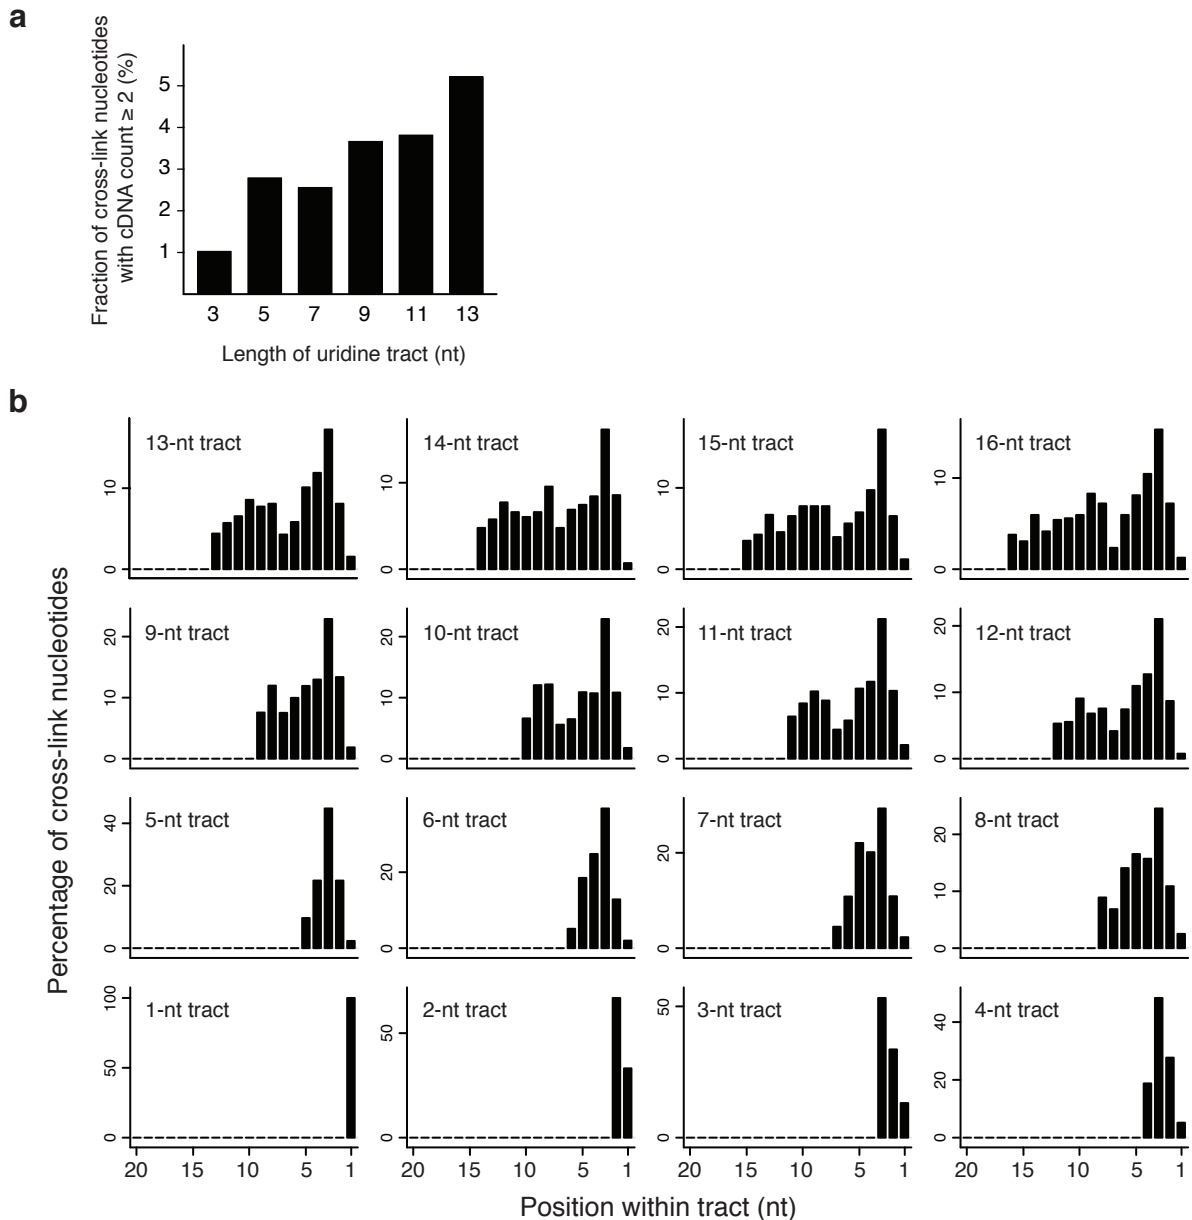 a
Fraction of cross-link nucleotides
with cDNA count ≥ 2 (%)
5
4
3
2
1
3 5 7 9 11 13
Length of uridine tract (nt)
b
Percentage of cross-link nucleotides
13-nt tract
10
0
14-nt tract
10
0
15-nt tract
10
0
16-nt tract
10
0
9-nt tract
20
10
0
10-nt tract
20
10
0
11-nt tract
20
10
0
12-nt tract
20
10
0
5-nt tract
40
20
0
6-nt tract
20
0
7-nt tract
20
0
8-nt tract
20
10
0
1-nt tract
100
50
0
2-nt tract
50
0
3-nt tract
50
0
4-nt tract
40
20
0
20 15 10 5 1
20 15 10 5 1
20 15 10 5 1
20 15 10 5 1
Position within tract (nt)